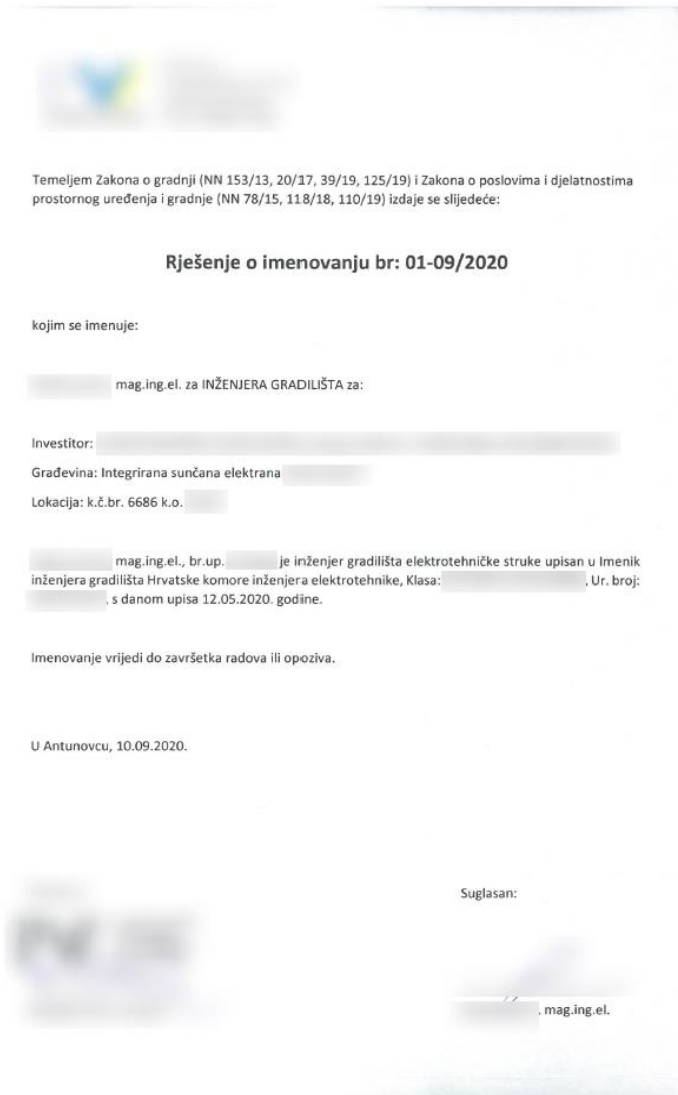 Temeljem Zakona o gradnji (NN 153/13, 20/17, 39/19, 125/19) i Zakona o poslovima i djelatnostima
prostornog uređenja i gradnje (NN 78/15, 118/18, 110/19) izdaje se slijedeće:
Rješenje o imenovanju br: 01-09/2020
kojim se imenuje:
mag.ing.el. za INŽENJERA GRADILIŠTA za:
Investitor:
Građevina: Integrirana sunčana elektrana
Lokacija: k.č.br. 6686 k.o.
mag.ing.el., br.up. je inženjer gradilišta elektrotehničke struke upisan u Imenik
inženjera gradilišta Hrvatske komore inženjera elektrotehnike, Klasa: , Ur. broj:
, s danom upisa 12.05.2020. godine.
Imenovanje vrijedi do završetka radova ili opoziva.
U Antunovcu, 10.09.2020.
Suglasan:
, mag.ing.el.